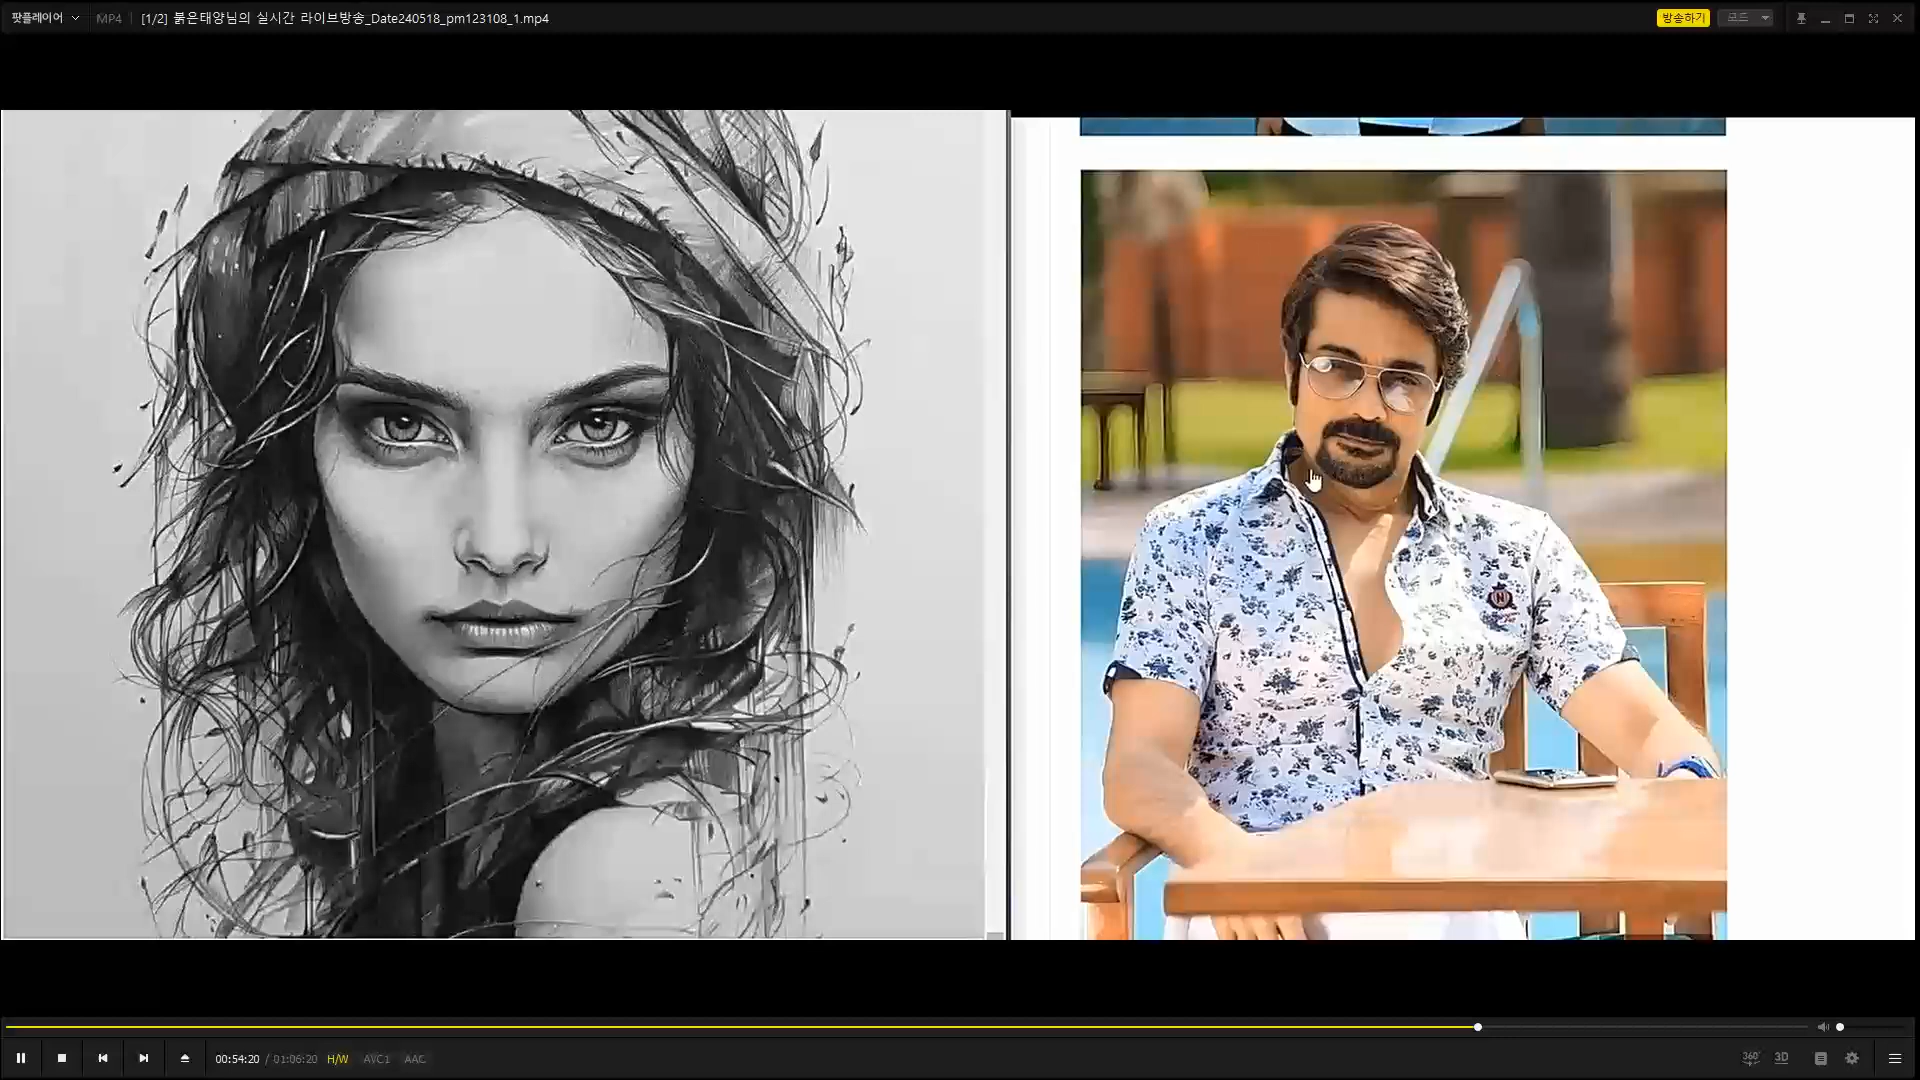 팟플레이어 MP4 [1/2] 붉은태양님의 실시간 라이브방송_Date240518_pm123108_1.mp4 방송하기 모드
N
00:54:20 / 01:06:20 H/W AVC1 AAC 360° 3D